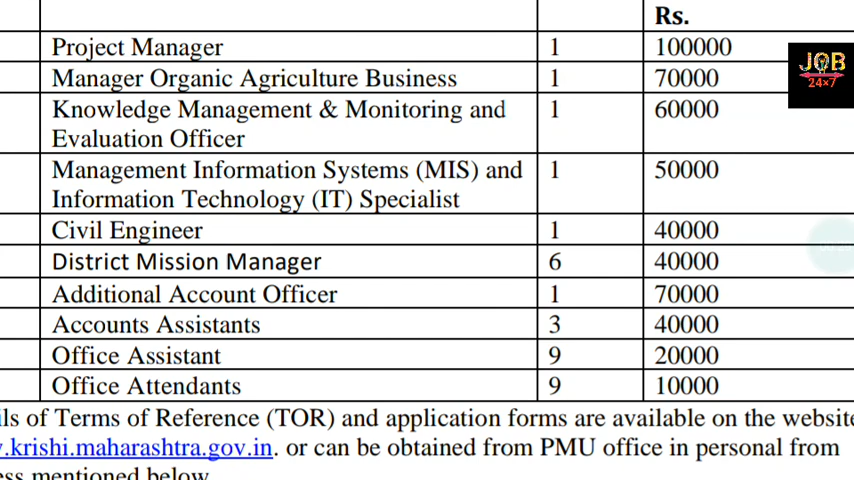 Rs.
Project Manager 1 100000
JOB
24×7
Manager Organic Agriculture Business 1 70000
Knowledge Management & Monitoring and 1 60000
Evaluation Officer
Management Information Systems (MIS) and 1 50000
Information Technology (IT) Specialist
Civil Engineer 1 40000
District Mission Manager 6 40000
Additional Account Officer 1 70000
Accounts Assistants 3 40000
Office Assistant 9 20000
Office Attendants 9 10000
ils of Terms of Reference (TOR) and application forms are available on the website
.krishi.maharashtra.gov.in. or can be obtained from PMU office in personal from
ess mentioned below